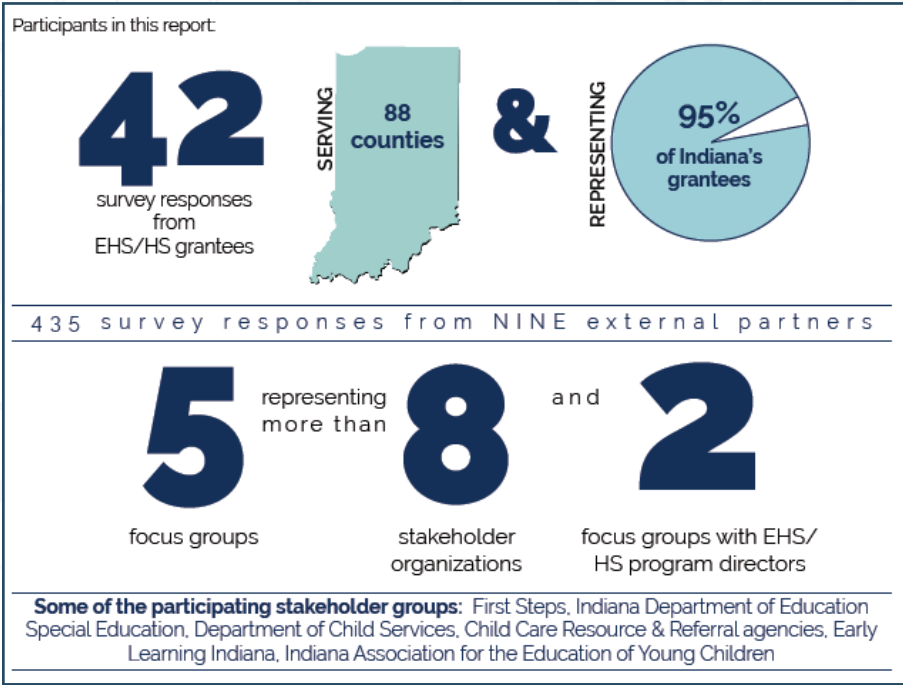 Participants in this report:
42
survey responses
from
EHS/HS grantees
SERVING
88
counties
&
REPRESENTING
95%
of Indiana's
grantees
435 survey responses from NINE external partners
5
focus groups
representing
more than
8
stakeholder
organizations
and
2
focus groups with EHS/
HS program directors
Some of the participating stakeholder groups: First Steps, Indiana Department of Education
Special Education, Department of Child Services, Child Care Resource & Referral agencies, Early
Learning Indiana, Indiana Association for the Education of Young Children